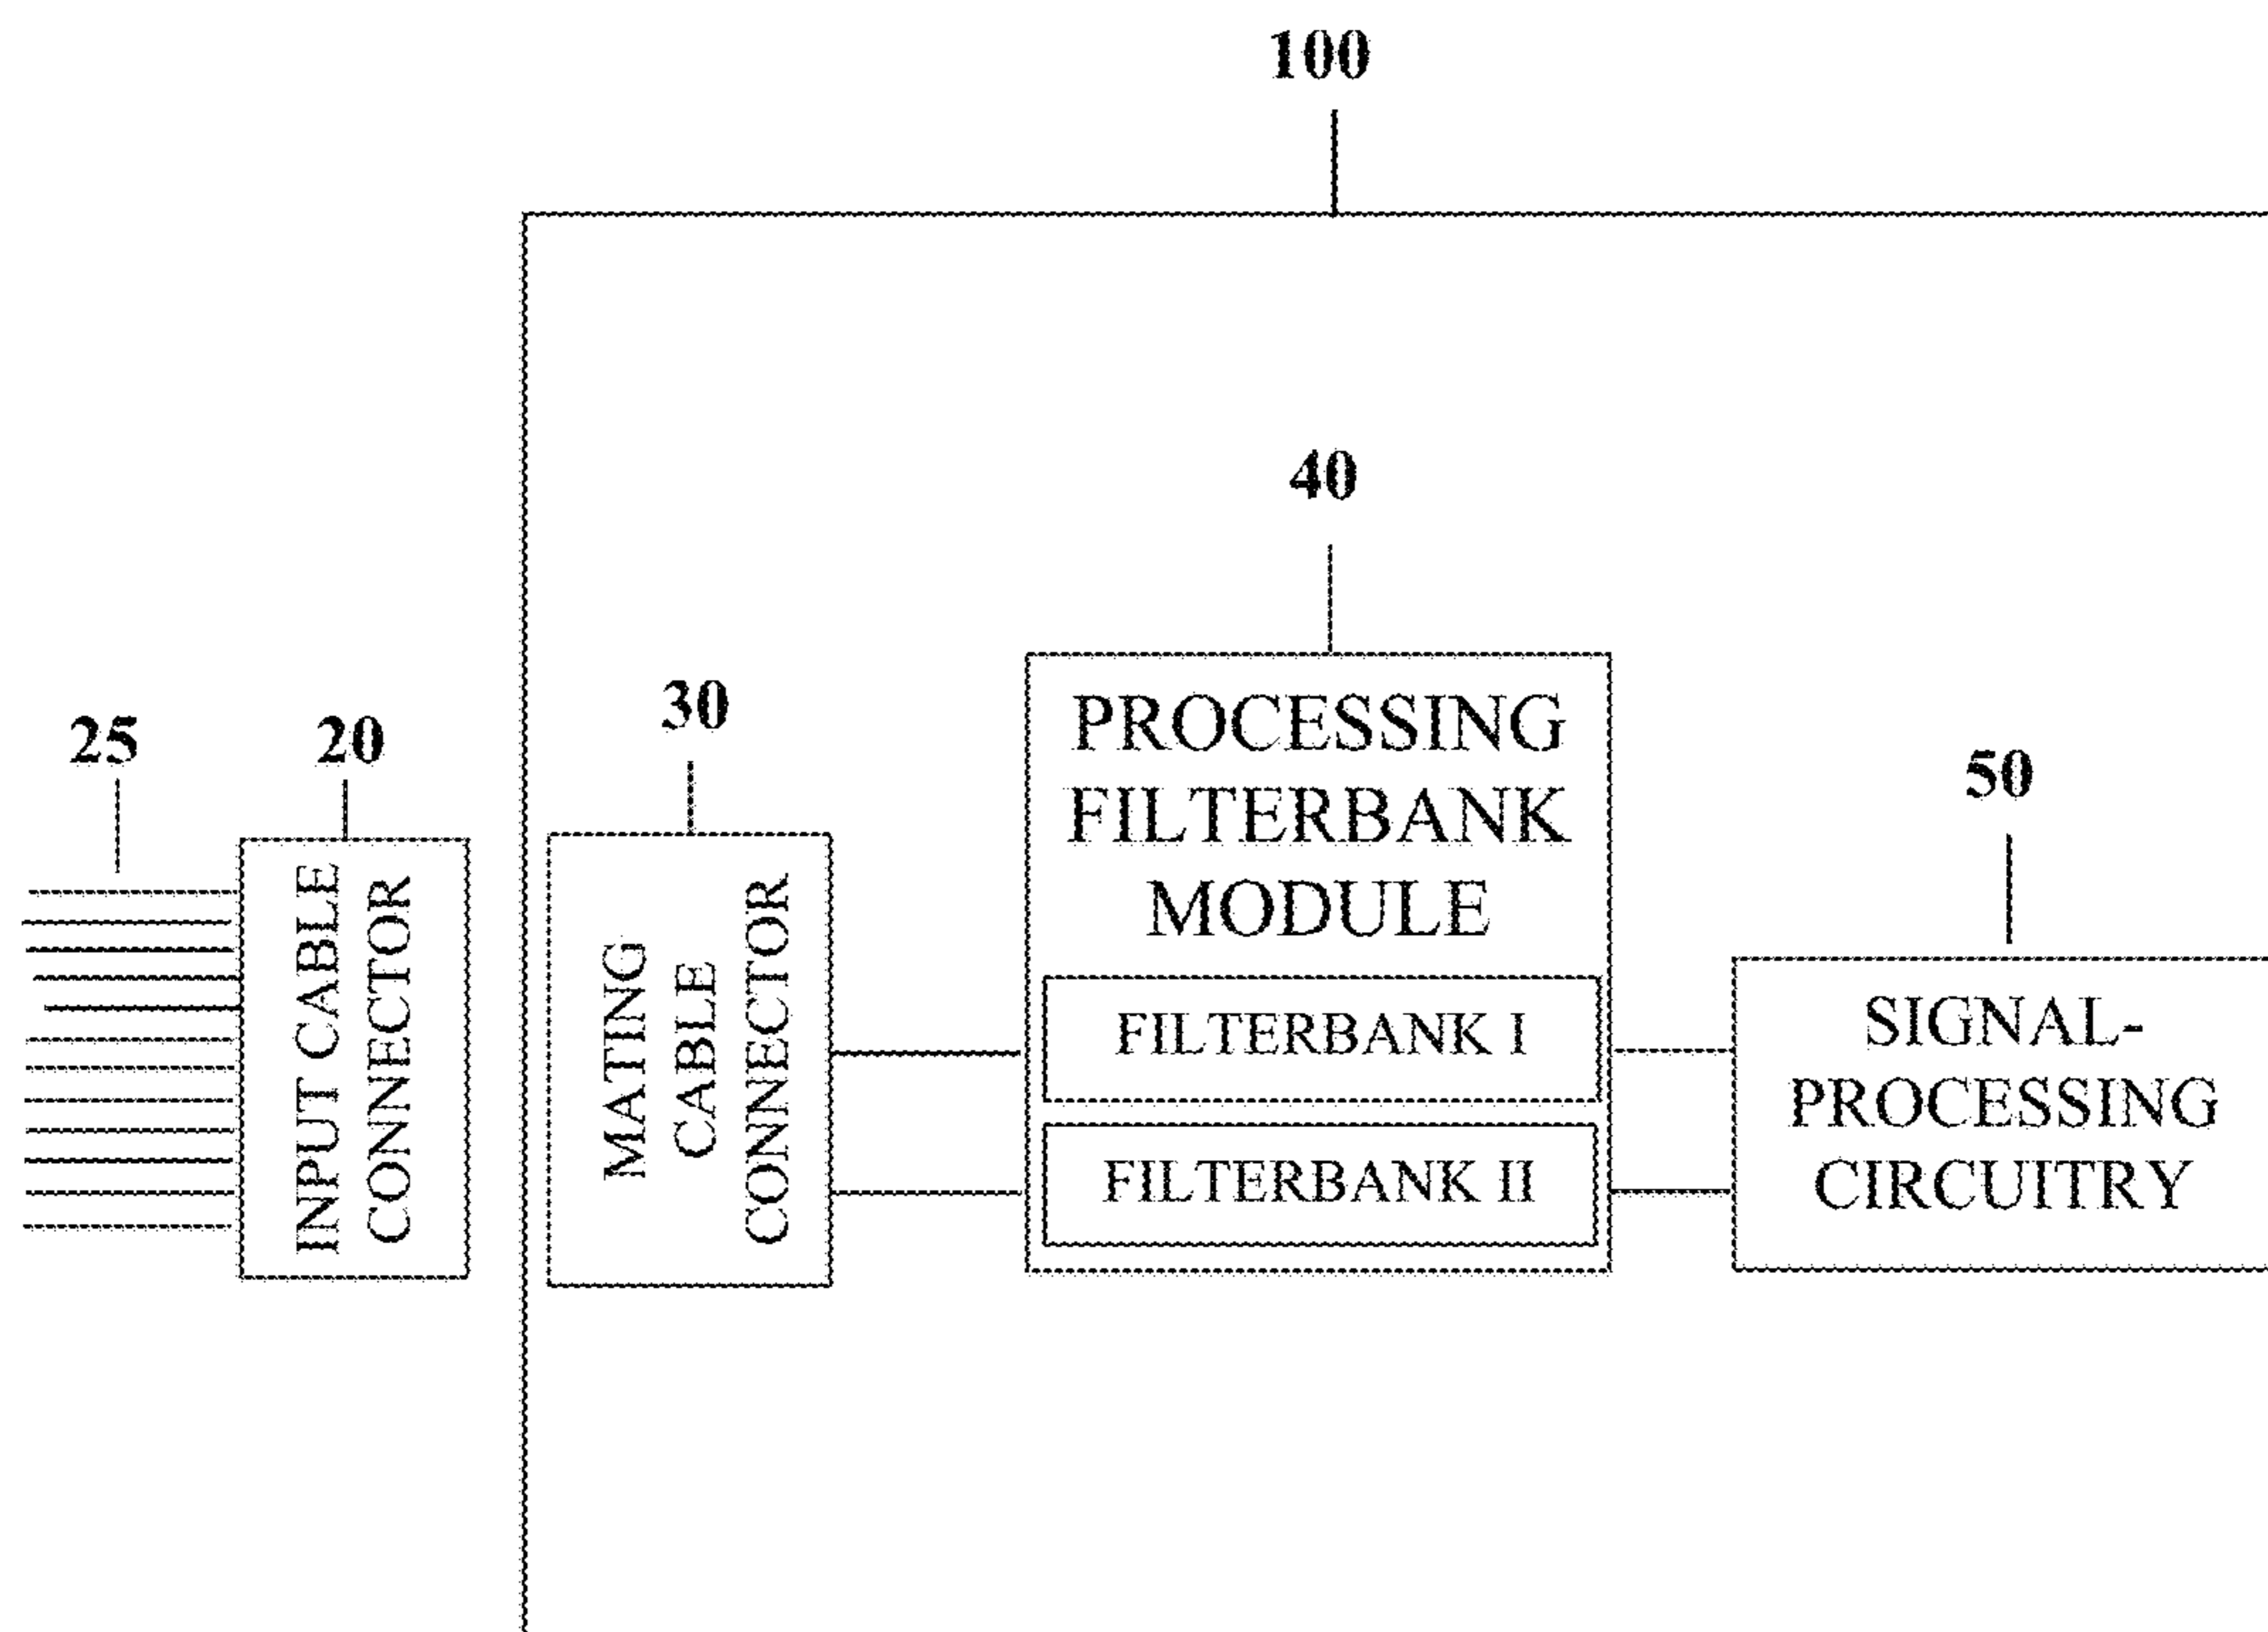 100
40
30
25
20
50
INPUT CABLE
CONNECTOR
MATING
CABLE
CONNECTOR
PROCESSING
FILTERBANK
MODULE
FILTERBANK I
FILTERBANK II
SIGNAL-
PROCESSING
CIRCUITRY